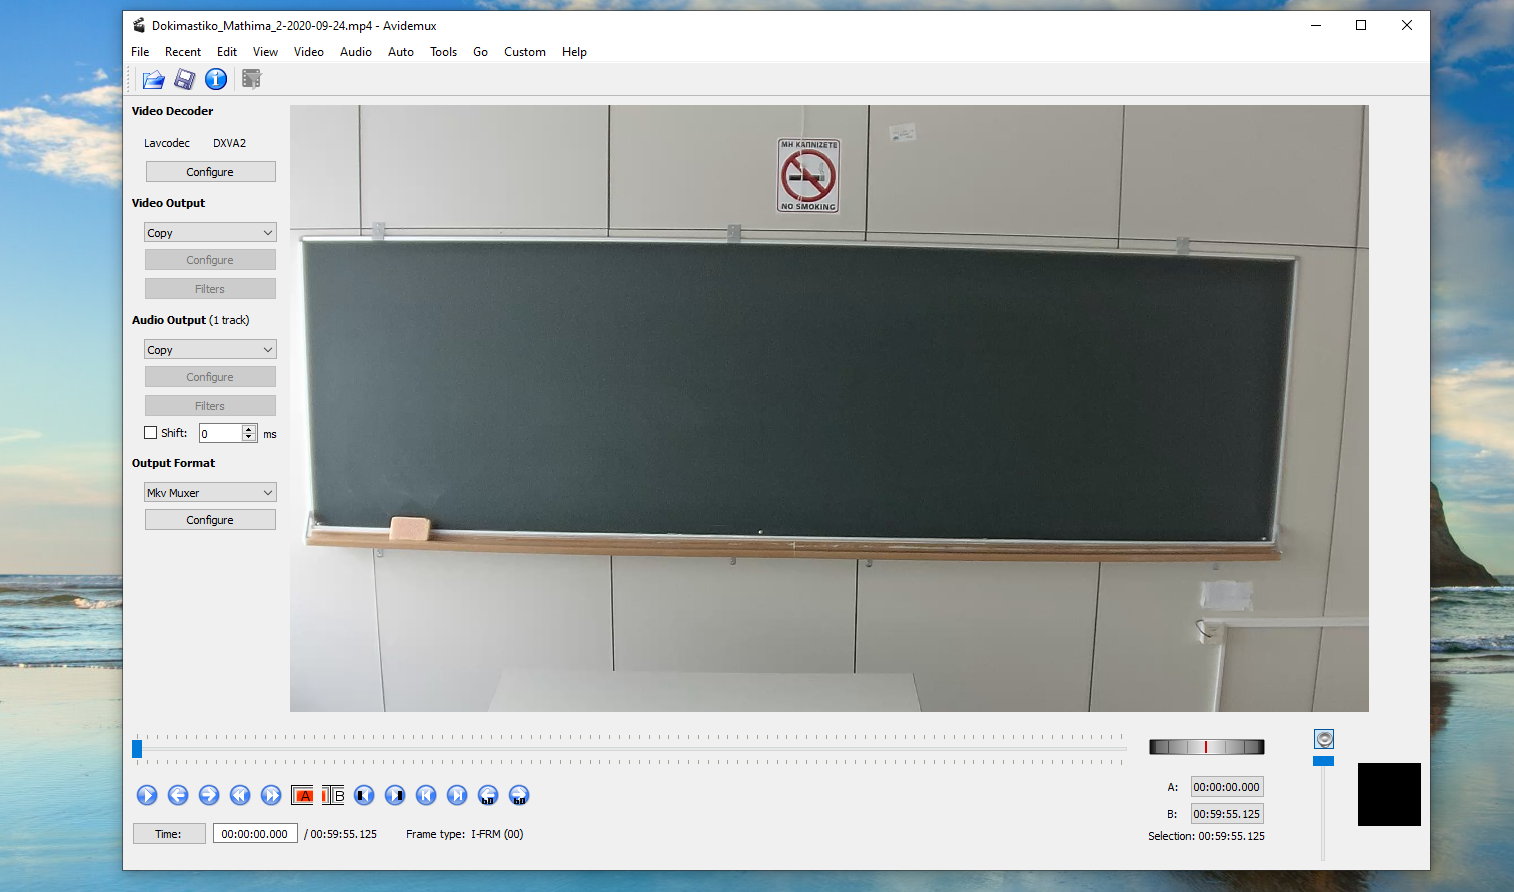 Dokimastiko_Mathima_2-2020-09-24.mp4 - Avidemux
File Recent Edit View Video Audio Auto Tools Go Custom Help
Video Decoder
Lavcodec DXVA2
Configure
Video Output
Copy
Configure
Filters
Audio Output (1 track)
Copy
Configure
Filters
Shift: 0 ms
Output Format
Mkv Muxer
Configure
ΜΗ ΚΑΠΝΙΖΕΤΕ
NO SMOKING
A B 60 60
Time: 00:00:00.000 / 00:59:55.125 Frame type: I-FRM (00)
A: 00:00:00.000
B: 00:59:55.125
Selection: 00:59:55.125